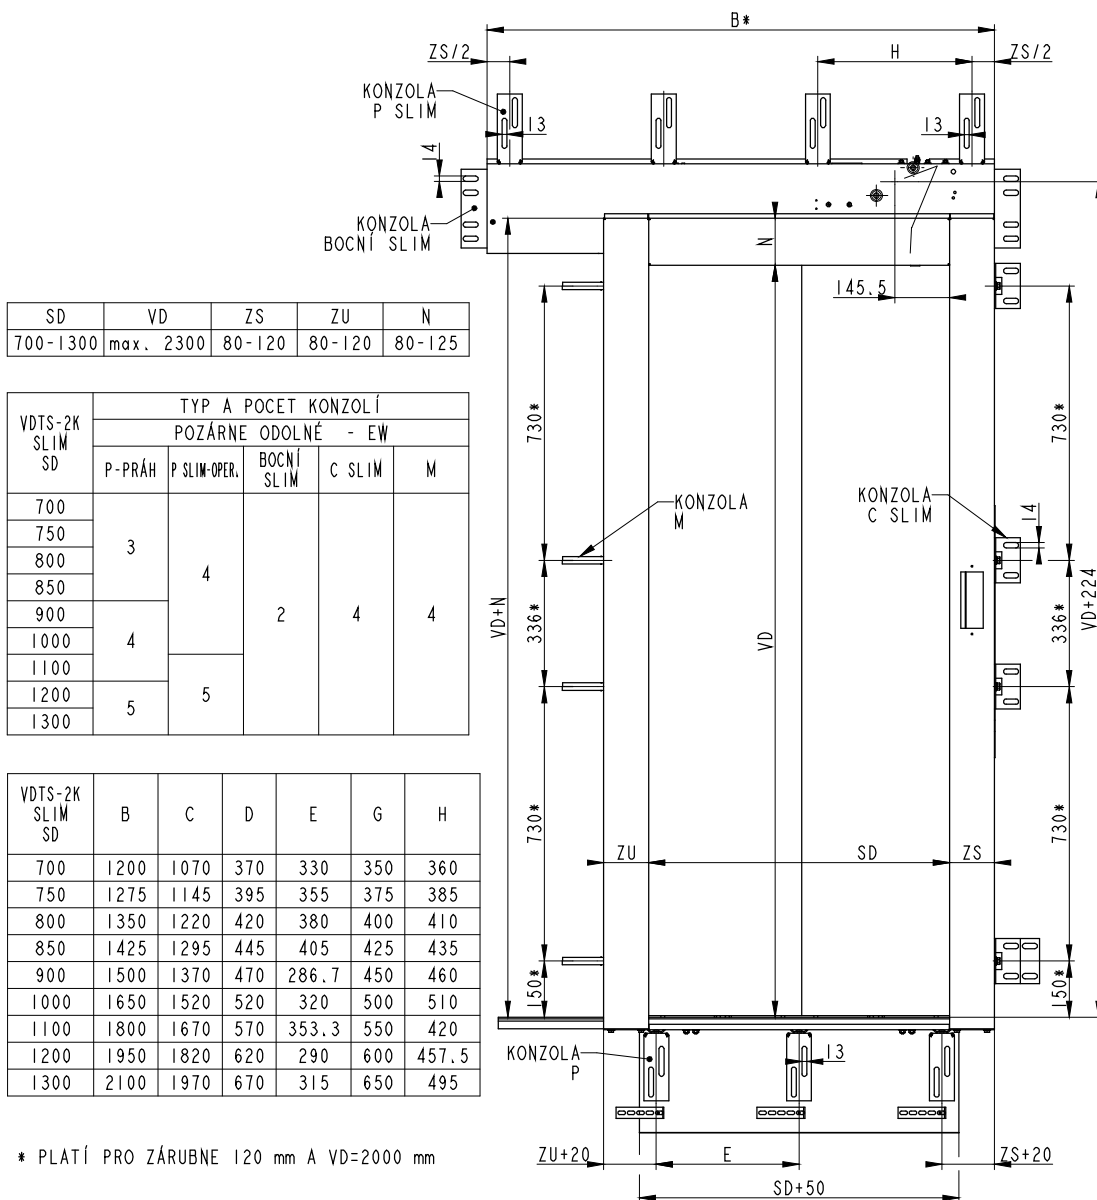 B*
ZS/2
H
ZS/2
KONZOLA
P SLIM
13
13
14
KONZOLA
BOCNÍ SLIM
N
145.5
SD VD ZS ZU N
700-1300 max. 2300 80-120 80-120 80-125
VDTS-2K
SLIM
SD
TYP A POCET KONZOLÍ
POZÁRNE ODOLNÉ - EW
P-PRÁH P SLIM-OPER. BOCNÍ SLIM C SLIM M
700
750
800
850
900
1000
1100
1200
1300
3
4
5
4
5
2
4
4
730*
730*
KONZOLA
M
KONZOLA
C SLIM
14
VD+N
336*
VD
336*
VD+224
730*
730*
ZU
SD
ZS
150*
150*
VDTS-2K
SLIM
SD
B C D E G H
700 1200 1070 370 330 350 360
750 1275 1145 395 355 375 385
800 1350 1220 420 380 400 410
850 1425 1295 445 405 425 435
900 1500 1370 470 286.7 450 460
1000 1650 1520 520 320 500 510
1100 1800 1670 570 353.3 550 420
1200 1950 1820 620 290 600 457.5
1300 2100 1970 670 315 650 495
KONZOLA
P
13
* PLATÍ PRO ZÁRUBNE 120 mm A VD=2000 mm
ZU+20
E
ZS+20
SD+50